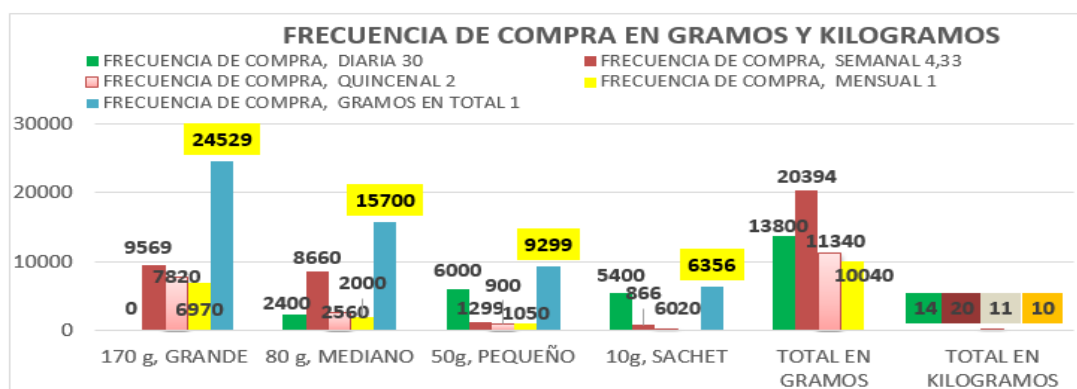 FRECUENCIA DE COMPRA EN GRAMOS Y KILOGRAMOS
FRECUENCIA DE COMPRA, DIARIA 30
FRECUENCIA DE COMPRA, SEMANAL 4,33
FRECUENCIA DE COMPRA, QUINCENAL 2
FRECUENCIA DE COMPRA, MENSUAL 1
FRECUENCIA DE COMPRA, GRAMOS EN TOTAL 1
30000
20000
10000
0
0
9569
7820
6970
24529
2400
8660
2560
2000
15700
6000
1299
900
1050
9299
5400
866
6020
6356
13800
20394
11340
10040
14
20
11
10
170 g, GRANDE
80 g, MEDIANO
50g, PEQUEÑO
10g, SACHET
TOTAL EN
GRAMOS
TOTAL EN
KILOGRAMOS